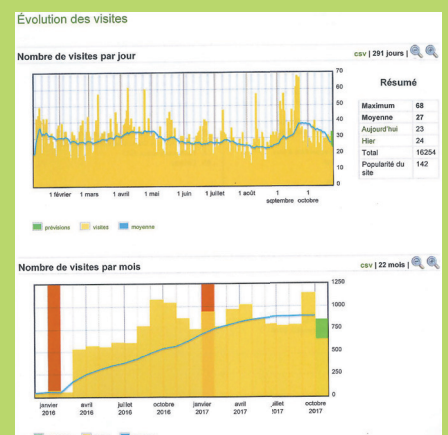 Évolution des visites
Nombre de visites par jour
csv | 291 jours |
70
60
50
40
30
20
10
0
1 février 1 mars 1 avril 1 mai 1 juin 1 juillet 1 août 1 septembre 1 octobre
prévisions visites moyenne
Résumé
Maximum 68
Moyenne 27
Aujourd'hui 23
Hier 24
Total 16254
Popularité du site 142
Nombre de visites par mois
csv | 22 mois |
1250
1000
750
500
250
0
janvier 2016 avril 2016 juillet 2016 octobre 2016 janvier 2017 avril 2017 juillet 2017 octobre 2017